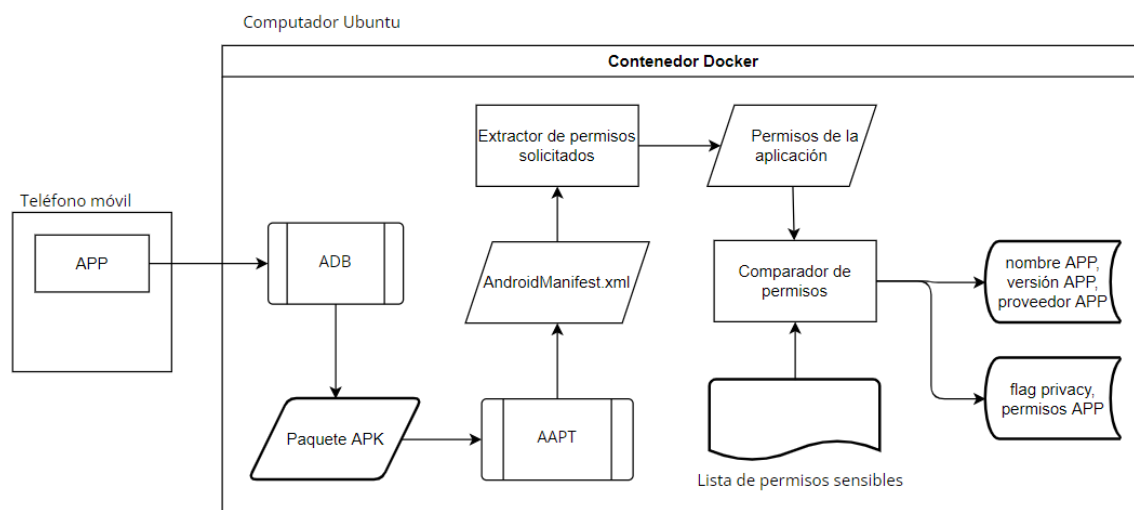 Computador Ubuntu
Contenedor Docker
Extractor de permisos
solicitados
Permisos de la
aplicación
Teléfono móvil
APP
ADB
AndroidManifest.xml
Comparador de
permisos
nombre APP,
versión APP,
proveedor APP
flag privacy,
permisos APP
Paquete APK
AAPT
Lista de permisos sensibles